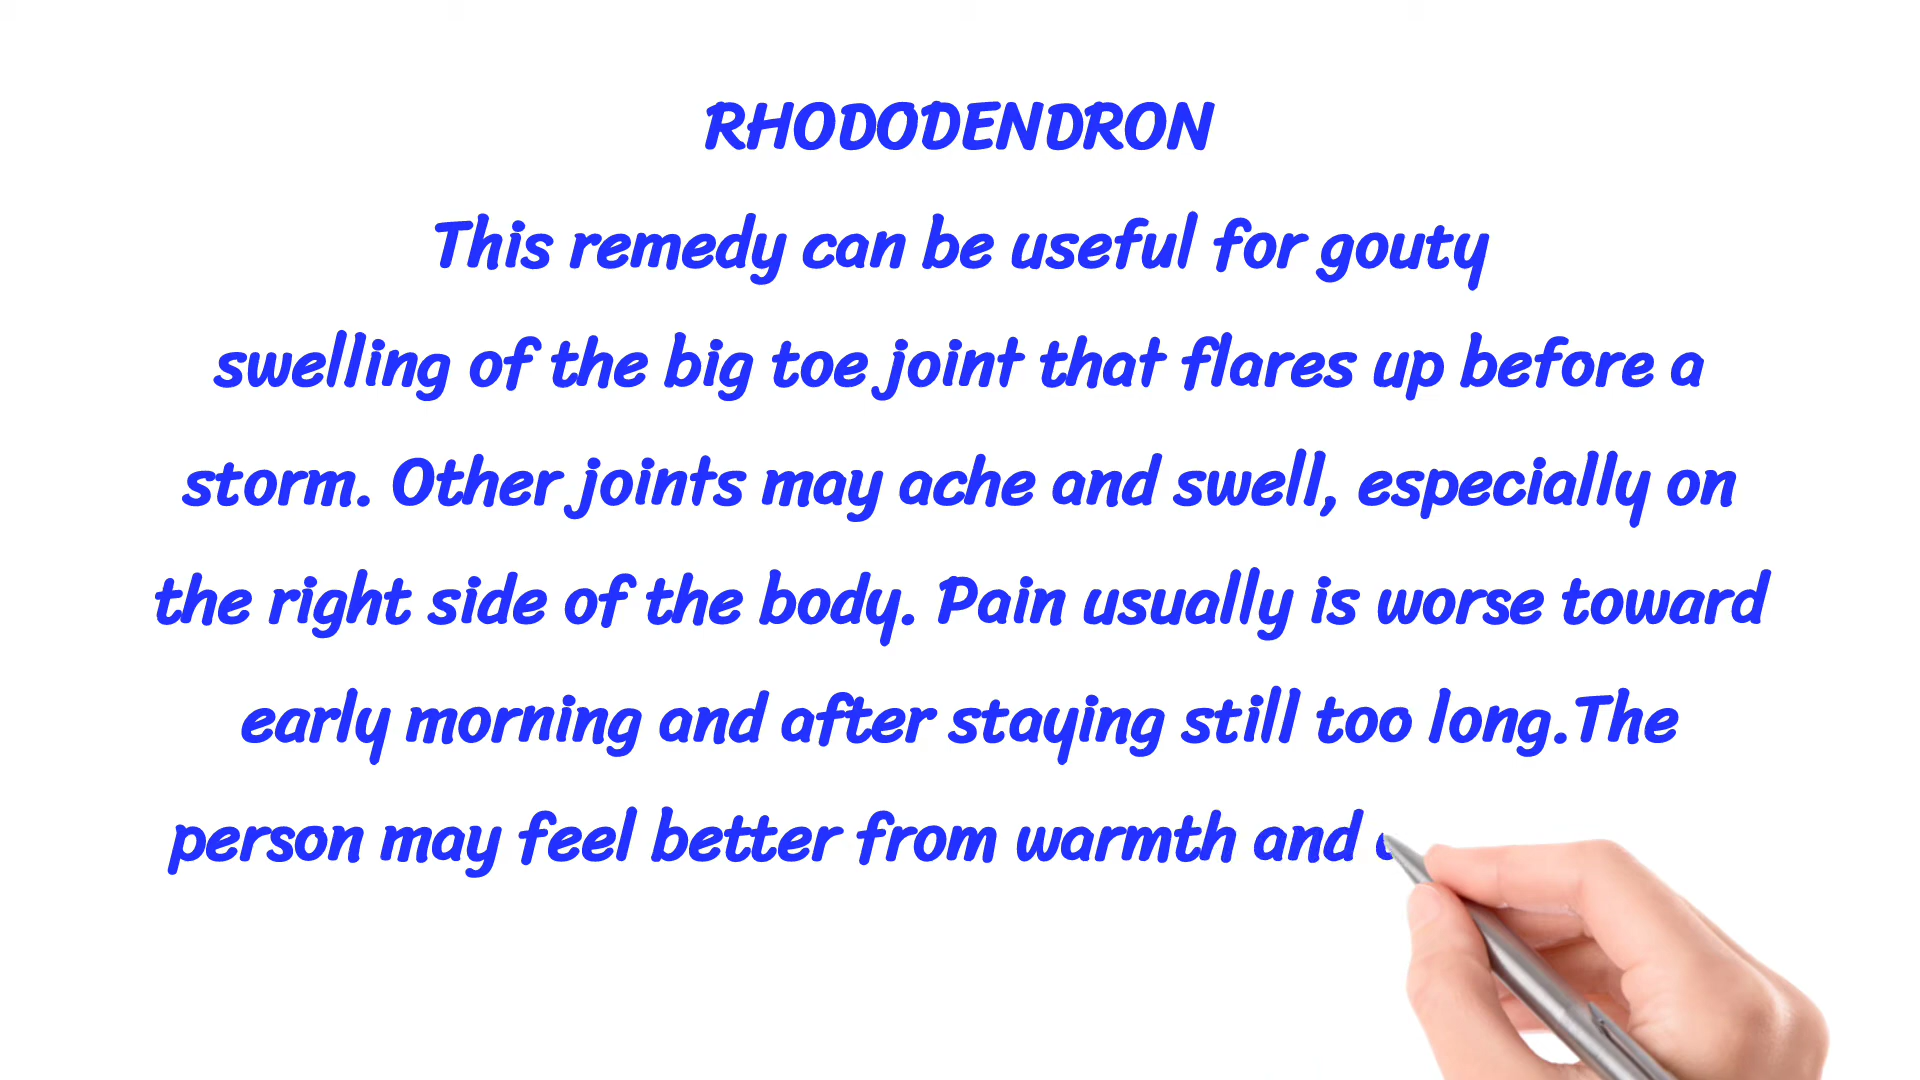 RHODODENDRON
This remedy can be useful for gouty
swelling of the big toe joint that flares up before a
storm. Other joints may ache and swell, especially on
the right side of the body. Pain usually is worse toward
early morning and after staying still too long.The
person may feel better from warmth and